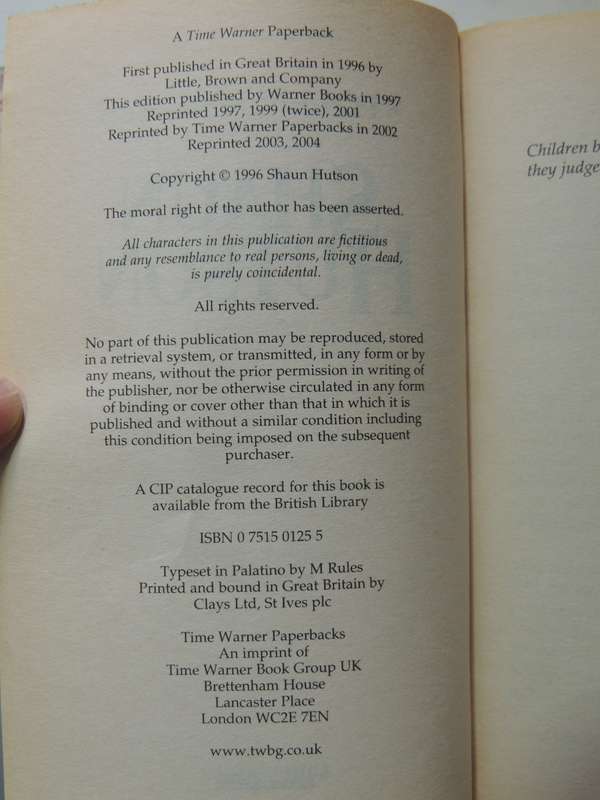 A Time Warner Paperback
First published in Great Britain in 1996 by
Little, Brown and Company
This edition published by Warner Books in 1997
Reprinted 1997, 1999 (twice), 2001
Reprinted by Time Warner Paperbacks in 2002
Reprinted 2003, 2004
Copyright © 1996 Shaun Hutson
The moral right of the author has been asserted.
All characters in this publication are fictitious
and any resemblance to real persons, living or dead,
is purely coincidental.
All rights reserved.
No part of this publication may be reproduced, stored
in a retrieval system, or transmitted, in any form or by
any means, without the prior permission in writing of
the publisher, nor be otherwise circulated in any form
of binding or cover other than that in which it is
published and without a similar condition including
this condition being imposed on the subsequent
purchaser.
A CIP catalogue record for this book is
available from the British Library
ISBN 0 7515 0125 5
Typeset in Palatino by M Rules
Printed and bound in Great Britain by
Clays Ltd, St Ives plc
Time Warner Paperbacks
An imprint of
Time Warner Book Group UK
Brettenham House
Lancaster Place
London WC2E 7EN
www.twbg.co.uk
Children b
they judge